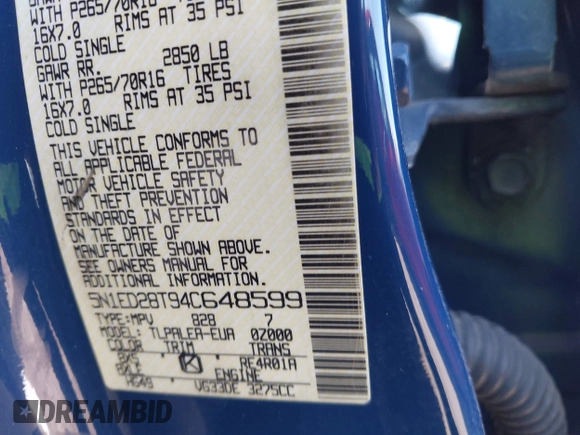 WITH P265/70R16
16X7.0 RIMS AT 35 PSI
COLD SINGLE
GAWR RR. 2850 LB
WITH P265/70R16 TIRES
16X7.0 RIMS AT 35 PSI
COLD SINGLE
THIS VEHICLE CONFORMS TO
ALL APPLICABLE FEDERAL
MOTOR VEHICLE SAFETY
AND THEFT PREVENTION
STANDARDS IN EFFECT
ON THE DATE OF
MANUFACTURE SHOWN ABOVE.
SEE OWNERS MANUAL FOR
ADDITIONAL INFORMATION.
5N1ED28T94C648599
TYPE:MPV 828 7
MODEL: TLPALEA-EUA 0Z000
COLOR TRIM TRANS
BX5 K RE4R01A
AXLE ENGINE
HG49 VG33DE 3275CC
DREAMBID